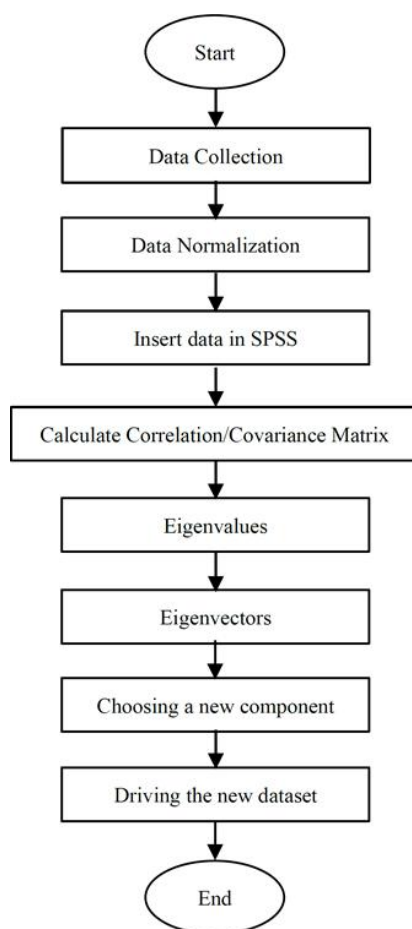 Start
Data Collection
Data Normalization
Insert data in SPSS
Calculate Correlation/Covariance Matrix
Eigenvalues
Eigenvectors
Choosing a new component
Driving the new dataset
End